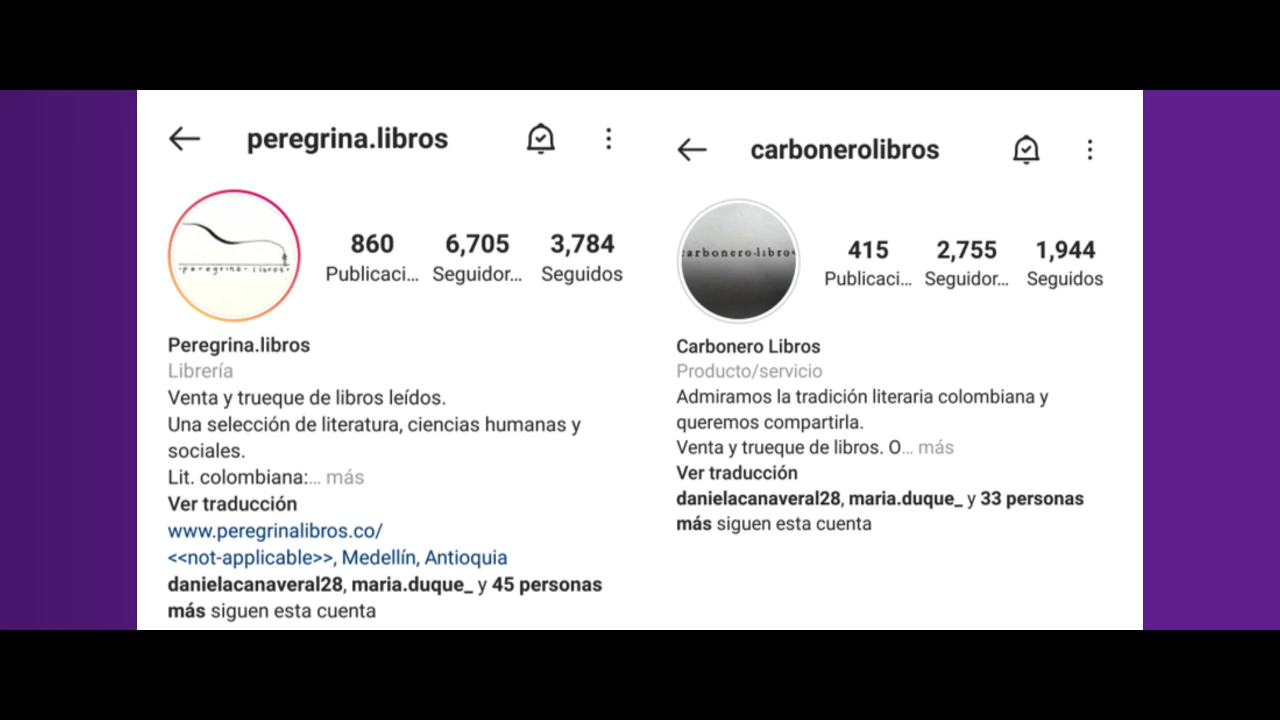 peregrina.libros
·peregrina·libros·
860 6,705 3,784
Publicaci... Seguidor... Seguidos
Peregrina.libros
Librería
Venta y trueque de libros leídos.
Una selección de literatura, ciencias humanas y
sociales.
Lit. colombiana:... más
Ver traducción
www.peregrinalibros.co/
<<not-applicable>>, Medellín, Antioquia
danielacanaveral28, maria.duque_ y 45 personas
más siguen esta cuenta
carbonerolibros
carbonero·libros
415 2,755 1,944
Publicaci... Seguidor... Seguidos
Carbonero Libros
Producto/servicio
Admiramos la tradición literaria colombiana y
queremos compartirla.
Venta y trueque de libros. O... más
Ver traducción
danielacanaveral28, maria.duque_ y 33 personas
más siguen esta cuenta